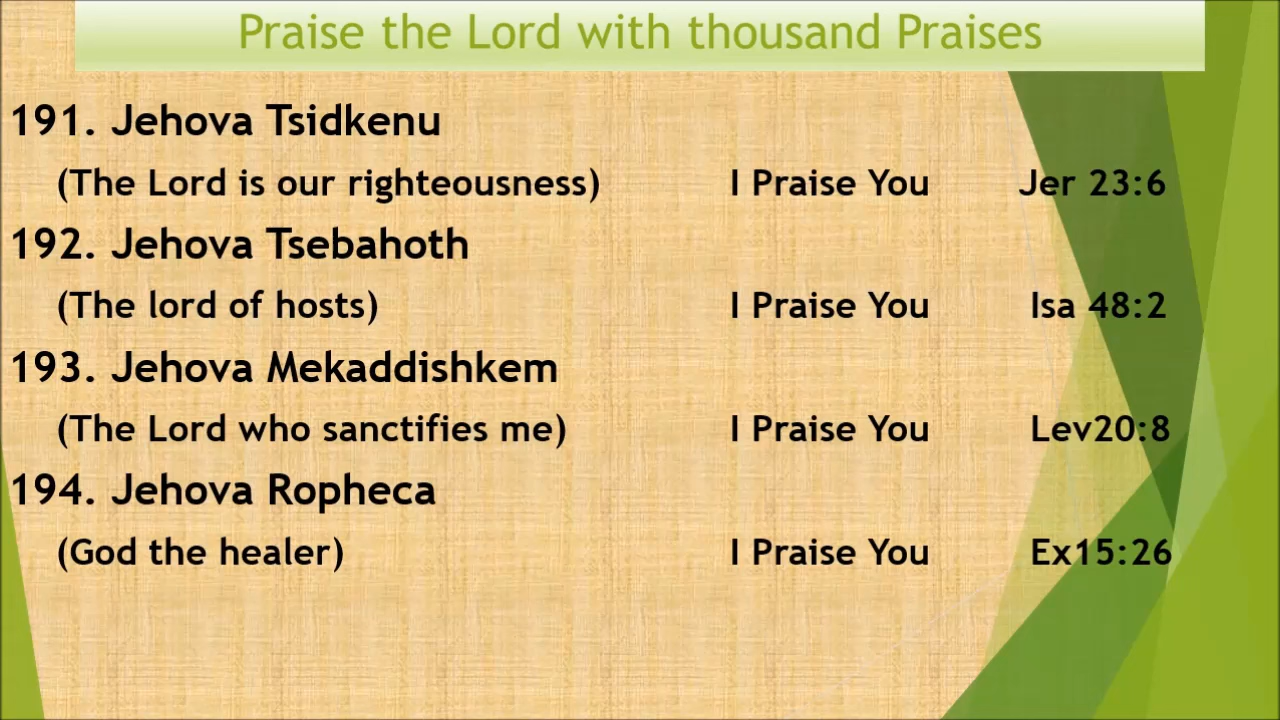 Praise the Lord with thousand Praises
191. Jehova Tsidkenu
(The Lord is our righteousness) I Praise You Jer 23:6
192. Jehova Tsebahoth
(The lord of hosts) I Praise You Isa 48:2
193. Jehova Mekaddishkem
(The Lord who sanctifies me) I Praise You Lev20:8
194. Jehova Ropheca
(God the healer) I Praise You Ex15:26